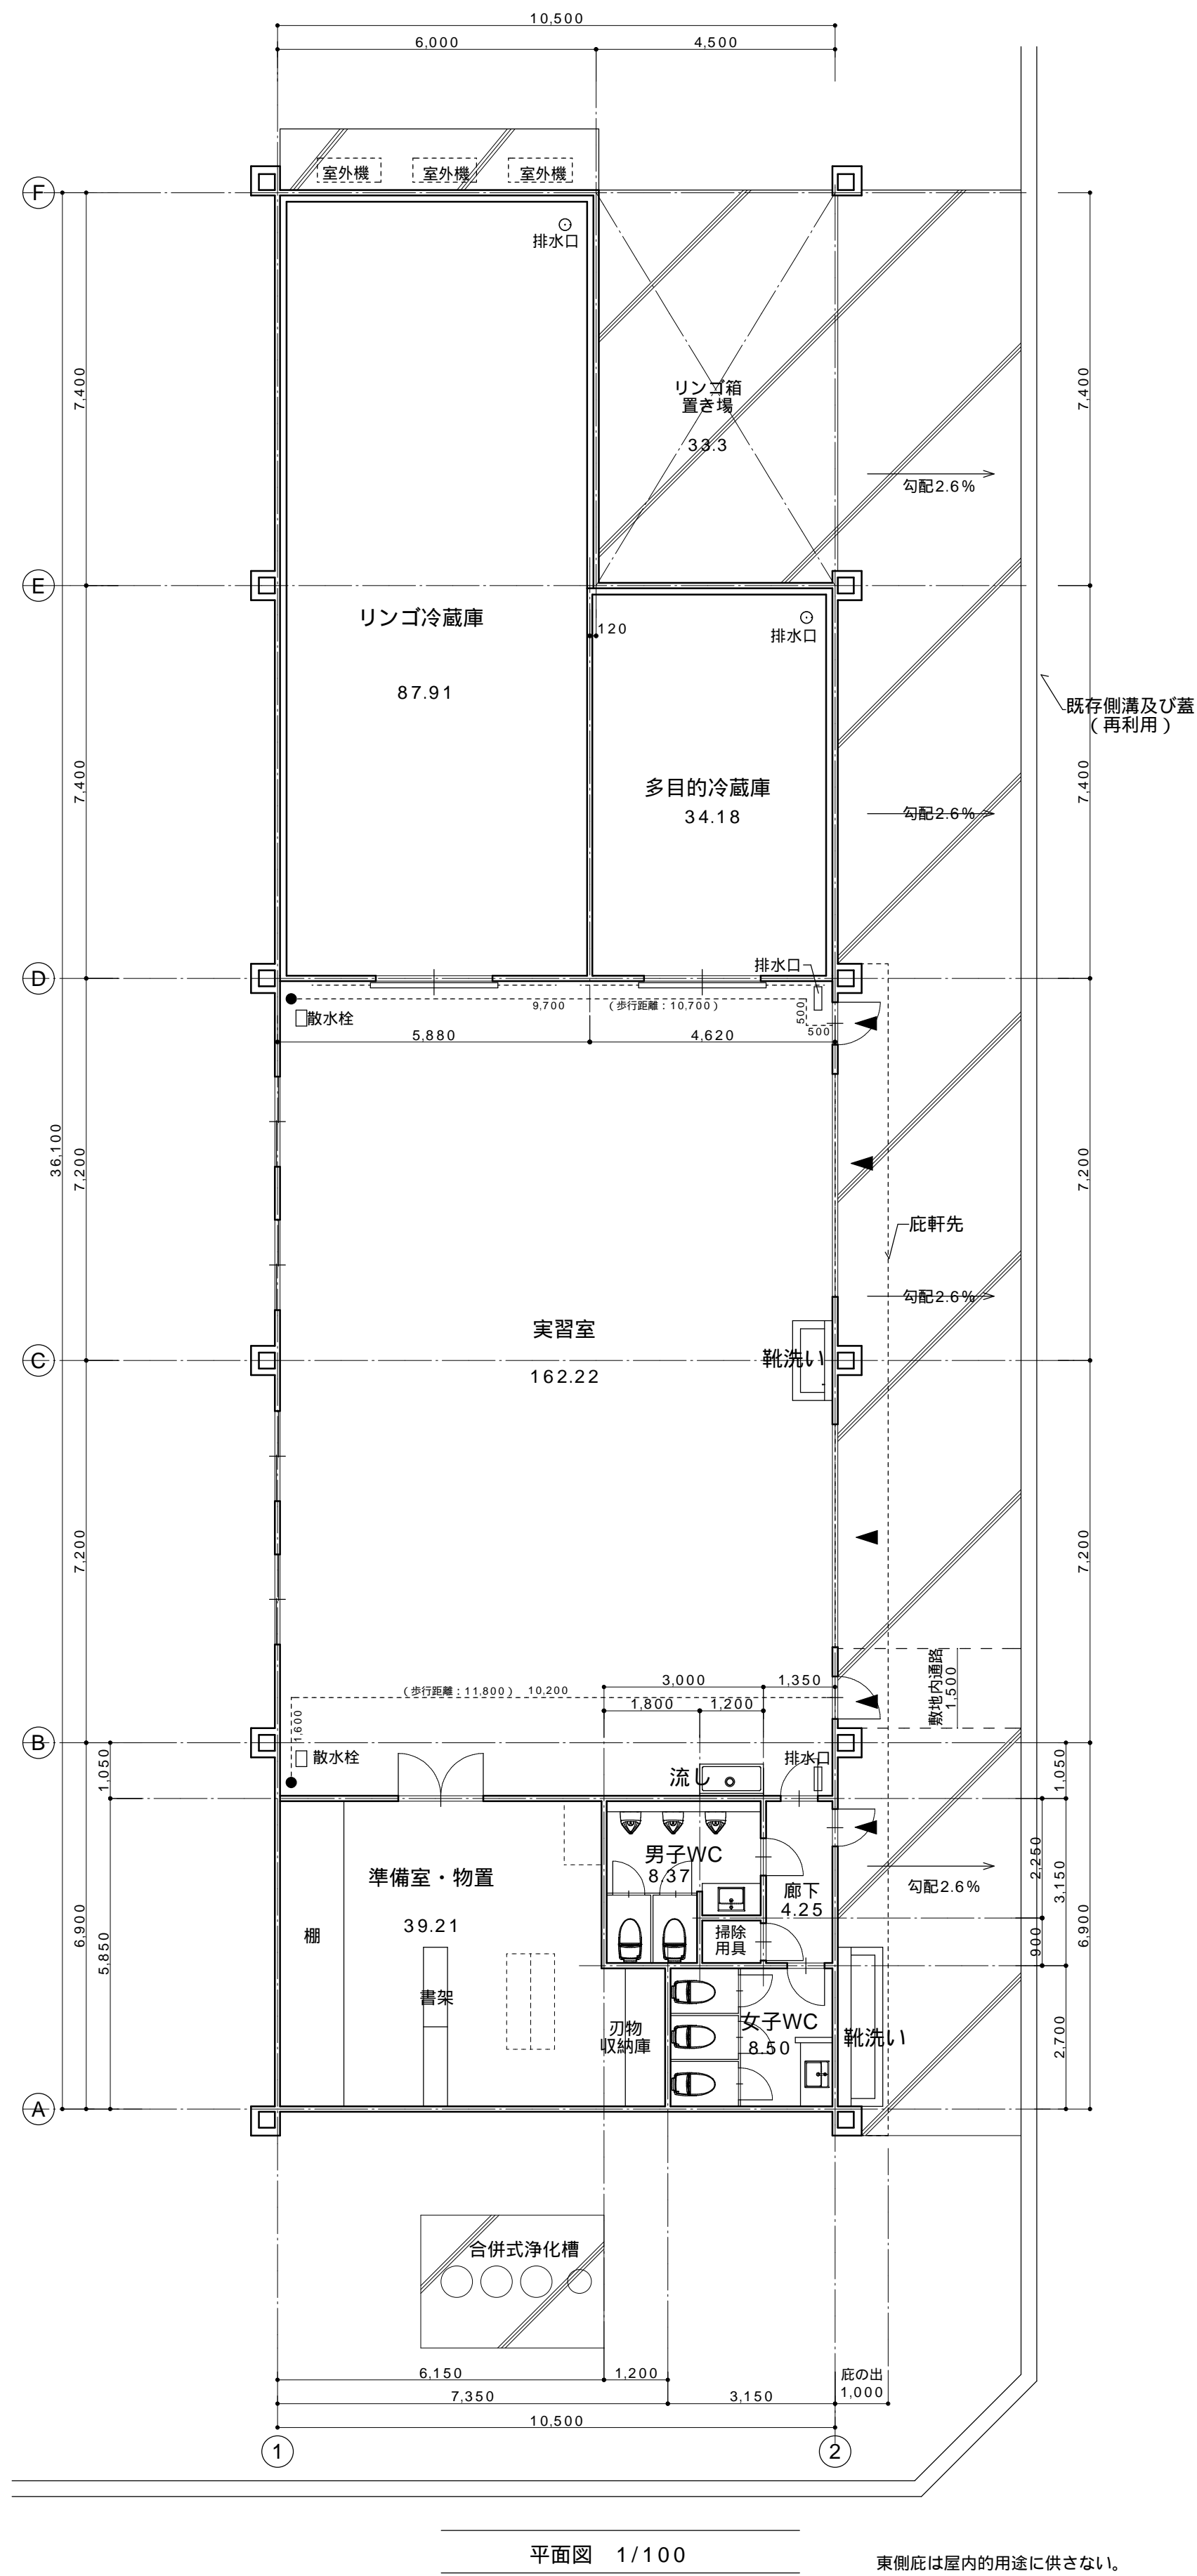 10,500
6,000
4,500
室外機
室外機
室外機
F
排水口
7,400
7,400
リンゴ箱
置き場
33.3
勾配2.6%
E
リンゴ冷蔵庫
87.91
120
排水口
既存側溝及び蓋
(再利用)
7,400
7,400
多目的冷蔵庫
34.18
勾配2.6%
D
排水口
散水栓
9,700
(歩行距離:10,700)
500
500
5,880
4,620
36,100
7,200
7,200
庇軒先
勾配2.6%
実習室
162.22
C
靴洗い
7,200
7,200
敷地内通路
1,500
(歩行距離:11,800)
10,200
3,000
1,350
1,800
1,200
1,600
B
散水栓
1,050
流し
排水口
1,050
男子WC
8.37
準備室・物置
39.21
廊下
4.25
勾配2.6%
2,250
3,150
棚
掃除
用具
900
6,900
5,850
6,900
書架
刃物
収納庫
女子WC
8.50
靴洗い
2,700
A
合併式浄化槽
6,150
1,200
庇の出
1,000
7,350
3,150
10,500
1
2
平面図 1/100
東側庇は屋内的用途に供さない。